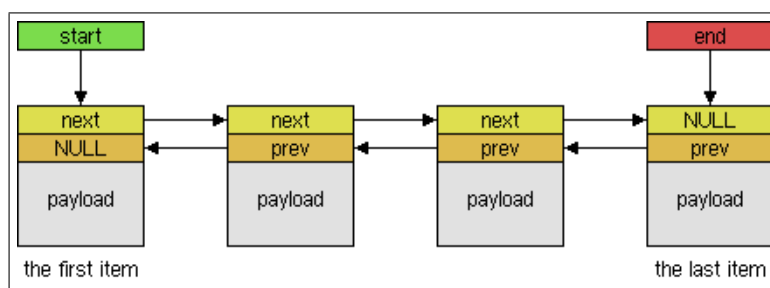 start end
next next next NULL
NULL prev prev prev
payload payload payload payload
the first item the last item